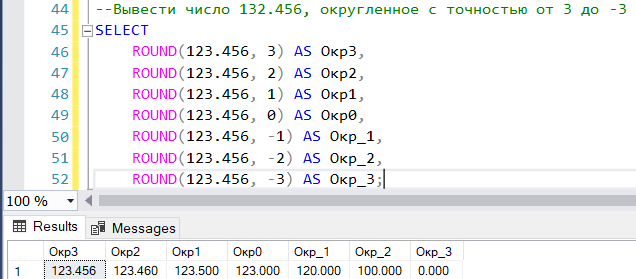 44 --Вывести число 132.456, округленное с точностью от 3 до -3
45 SELECT
46 ROUND(123.456, 3) AS Окр3,
47 ROUND(123.456, 2) AS Окр2,
48 ROUND(123.456, 1) AS Окр1,
49 ROUND(123.456, 0) AS Окр0,
50 ROUND(123.456, -1) AS Окр_1,
51 ROUND(123.456, -2) AS Окр_2,
52 ROUND(123.456, -3) AS Окр_3;
100 %
Results Messages
Окр3 Окр2 Окр1 Окр0 Окр_1 Окр_2 Окр_3
1 123.456 123.460 123.500 123.000 120.000 100.000 0.000